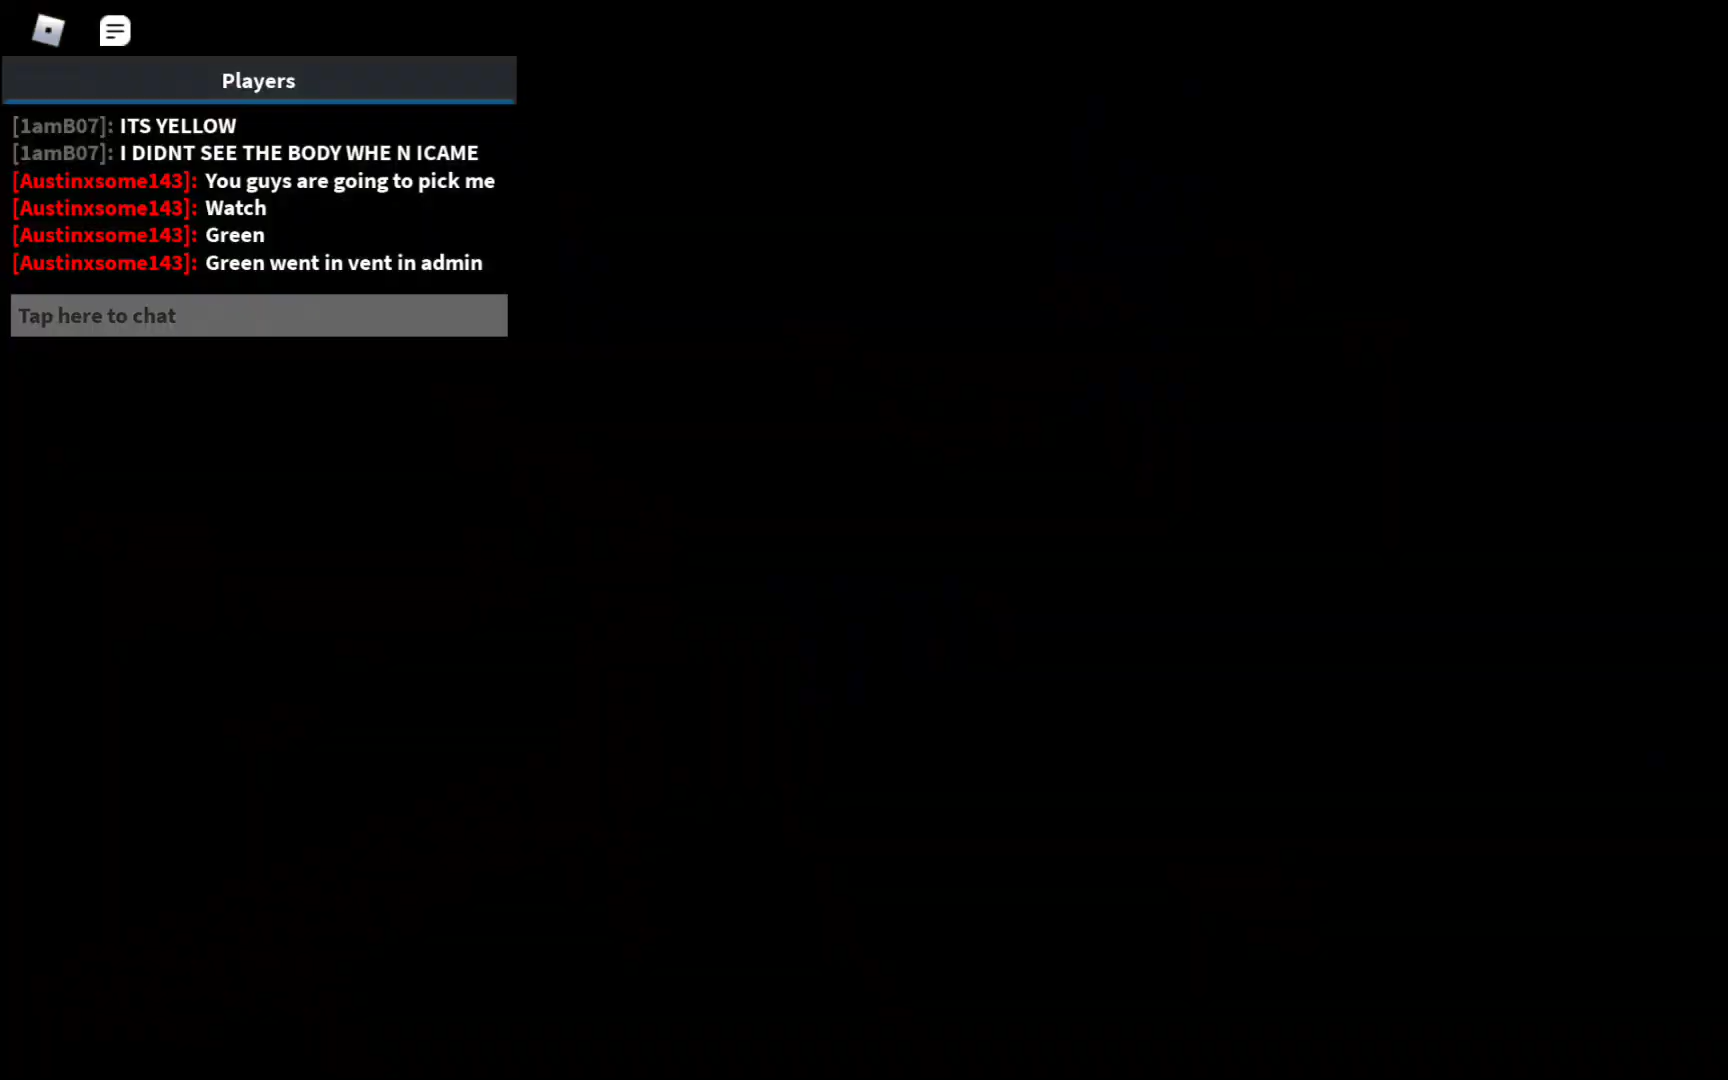 Players
[1amB07]: ITS YELLOW
[1amB07]: I DIDNT SEE THE BODY WHE N ICAME
[Austinxsome143]: You guys are going to pick me
[Austinxsome143]: Watch
[Austinxsome143]: Green
[Austinxsome143]: Green went in vent in admin
Tap here to chat